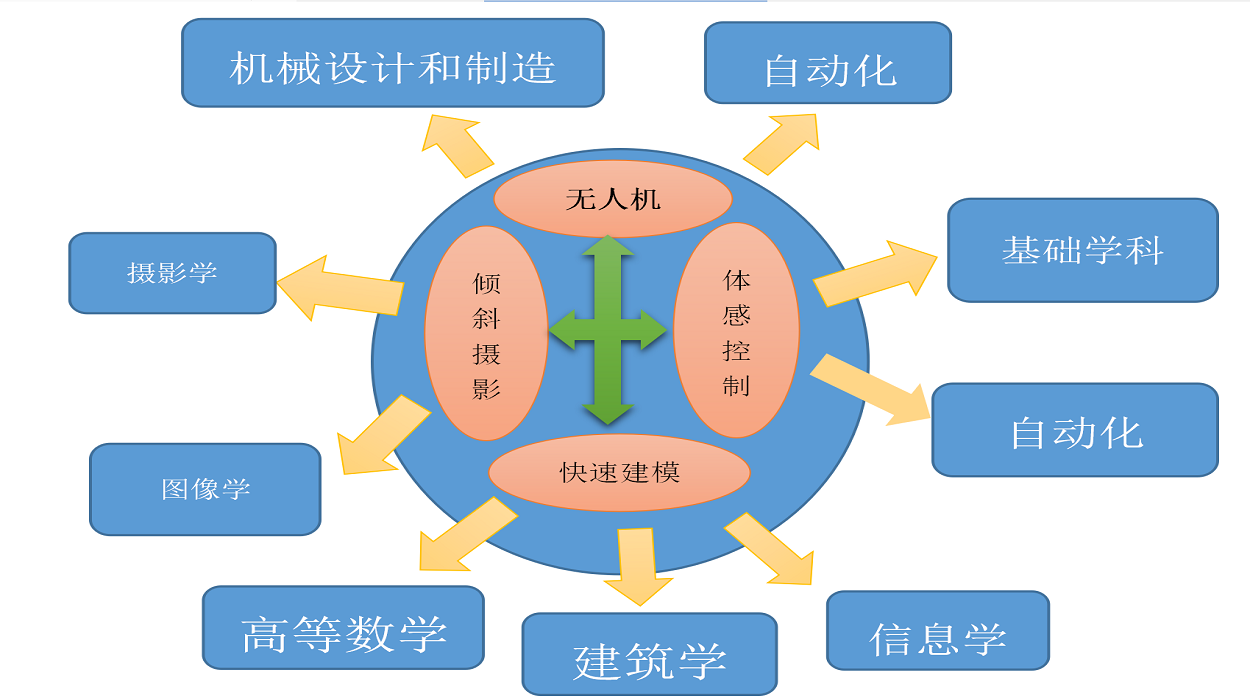 机械设计和制造
自动化
无人机
基础学科
摄影学
倾斜摄影
体感控制
自动化
图像学
快速建模
高等数学
建筑学
信息学